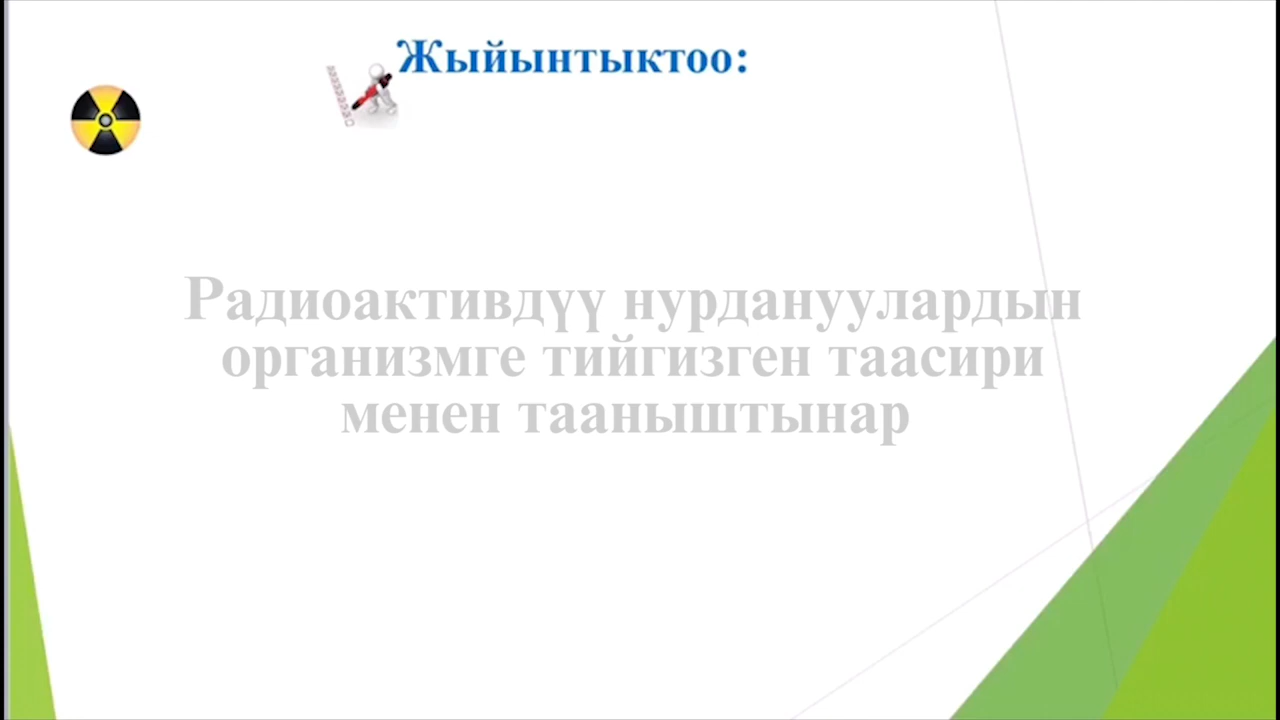 Жыйынтыктоо:
Радиоактивдүү нурдануулардын
организмге тийгизген таасири
менен тааныштынар